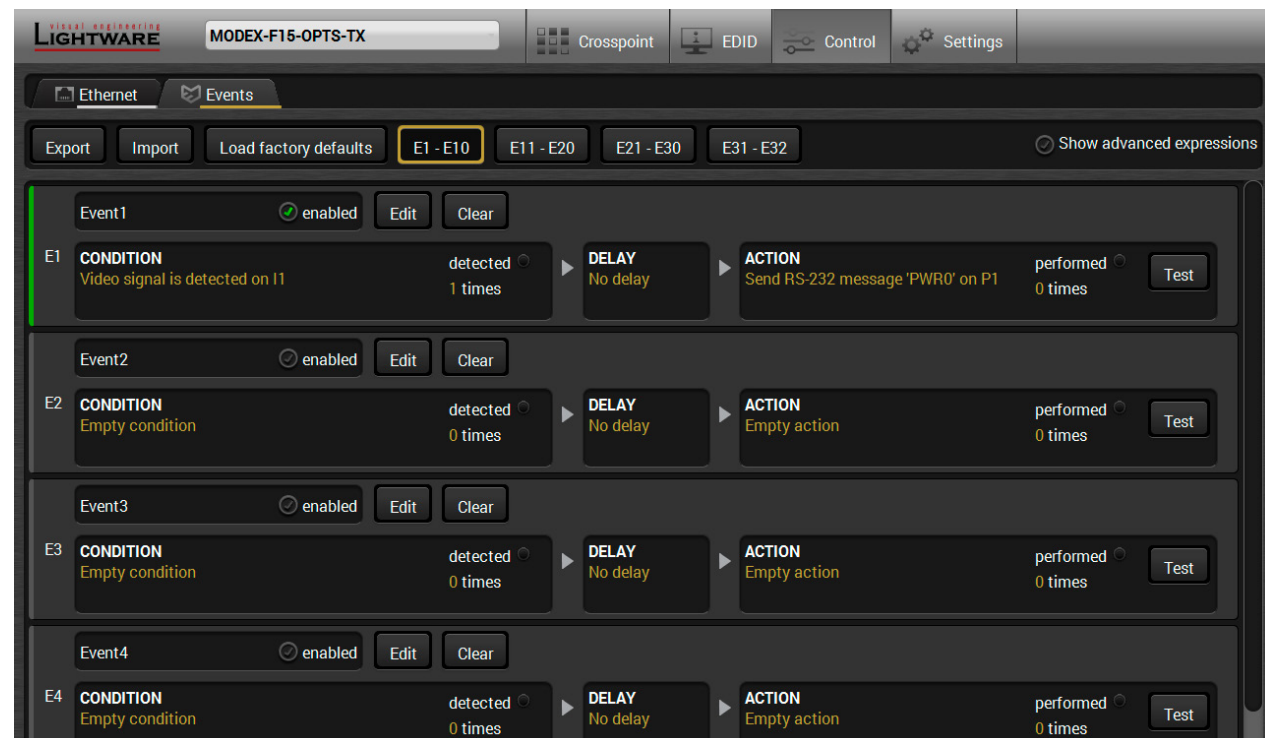 visual engineering
LIGHTWARE
MODEX-F15-OPTS-TX
Crosspoint
EDID
Control
Settings
Ethernet
Events
Export
Import
Load factory defaults
E1 - E10
E11 - E20
E21 - E30
E31 - E32
Show advanced expressions
Event1
enabled
Edit
Clear
E1
CONDITION
Video signal is detected on I1
detected
1 times
DELAY
No delay
ACTION
Send RS-232 message 'PWR0' on P1
performed
0 times
Test
Event2
enabled
Edit
Clear
E2
CONDITION
Empty condition
detected
0 times
DELAY
No delay
ACTION
Empty action
performed
0 times
Test
Event3
enabled
Edit
Clear
E3
CONDITION
Empty condition
detected
0 times
DELAY
No delay
ACTION
Empty action
performed
0 times
Test
Event4
enabled
Edit
Clear
E4
CONDITION
Empty condition
detected
0 times
DELAY
No delay
ACTION
Empty action
performed
0 times
Test